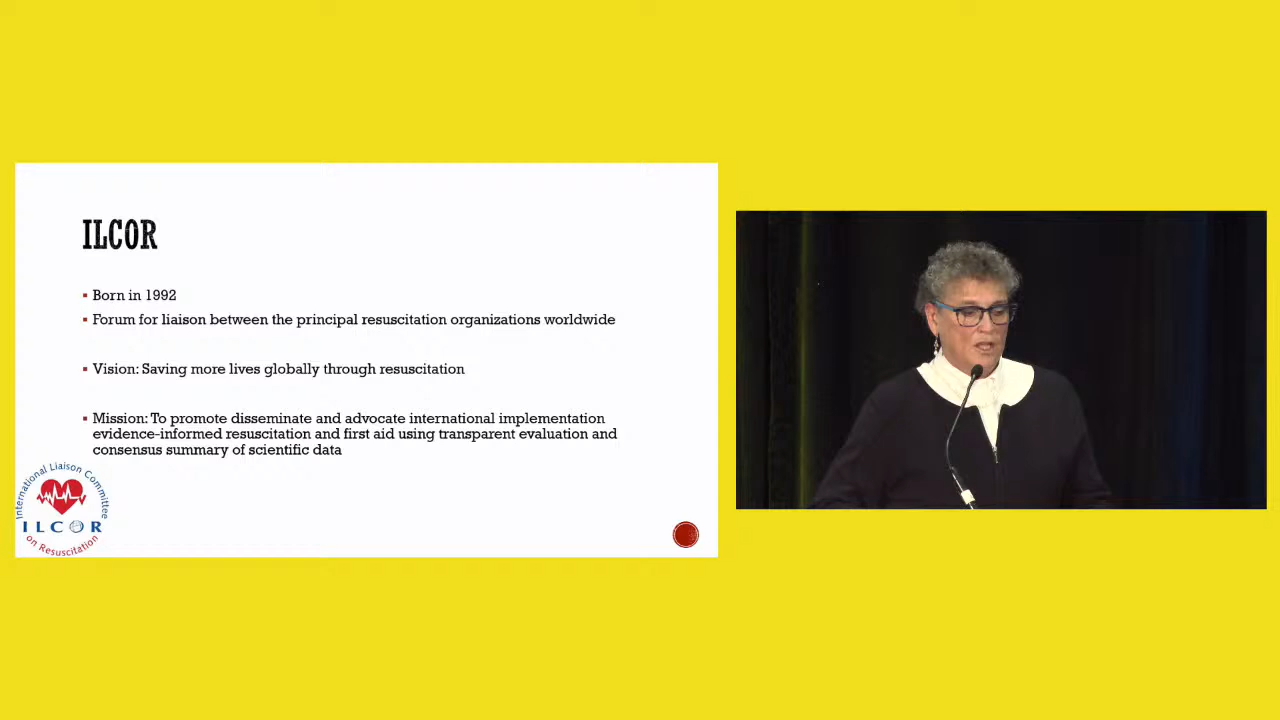 ILCOR
Born in 1992
Forum for liaison between the principal resuscitation organizations worldwide
Vision: Saving more lives globally through resuscitation
Mission: To promote disseminate and advocate international implementation
evidence-informed resuscitation and first aid using transparent evaluation and
consensus summary of scientific data
International Liaison Committee
ILCOR
on Resuscitation